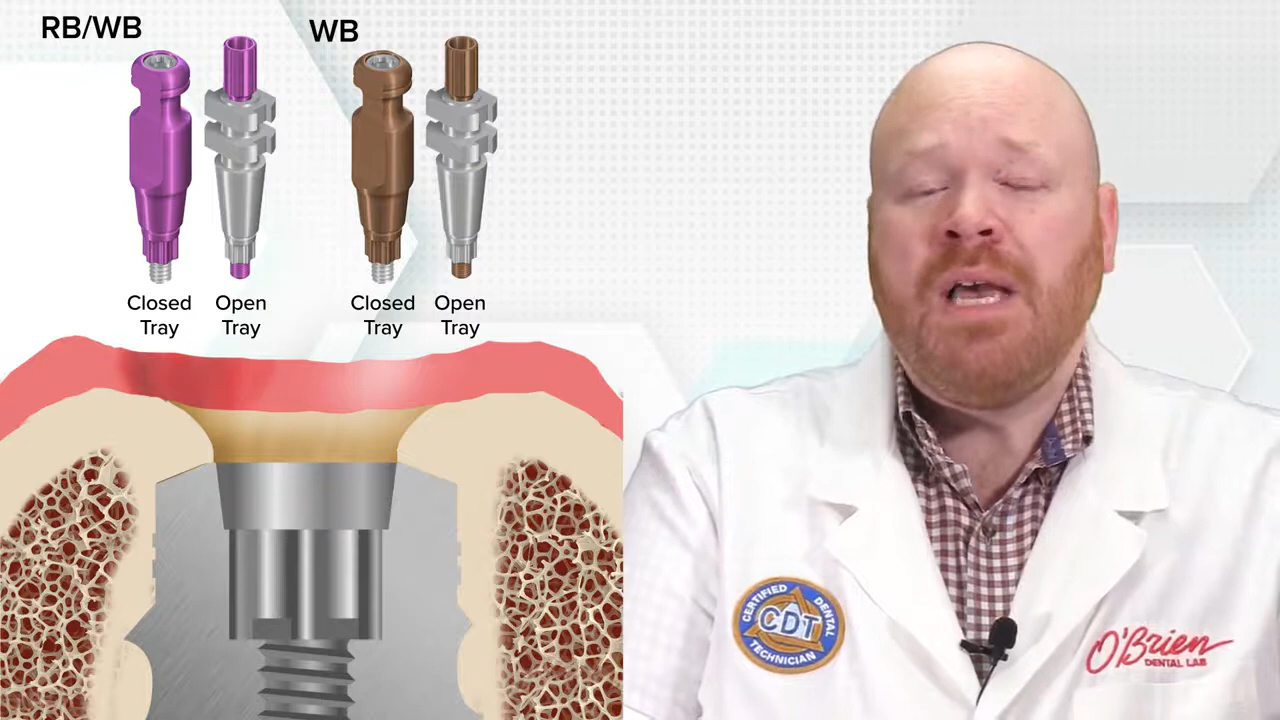 RB/WB
WB
Closed
Tray
Open
Tray
Closed
Tray
Open
Tray
CERTIFIED DENTAL
CDT
TECHNICIAN
O'Brien
DENTAL LAB